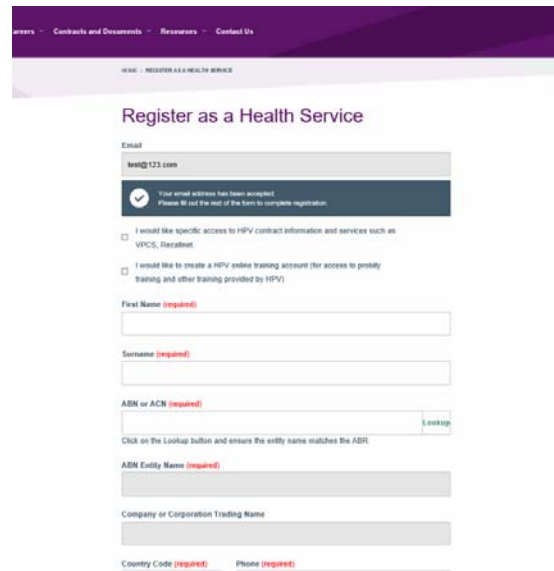 Contracts and Documents Resources Contact Us
HOME > REGISTER AS A HEALTH SERVICE
Register as a Health Service
Email
test@123.com
Your email address has been accepted.
Please fill out the rest of the form to complete registration.
I would like specific access to HPV contract information and services such as
VPCS, Recallnet.
I would like to create a HPV online training account (for access to probity
training and other training provided by HPV)
First Name (required)
Surname (required)
ABN or ACN (required)
Lookup
Click on the Lookup button and ensure the entity name matches the ABR.
ABN Entity Name (required)
Company or Corporation Trading Name
Country Code (required) Phone (required)